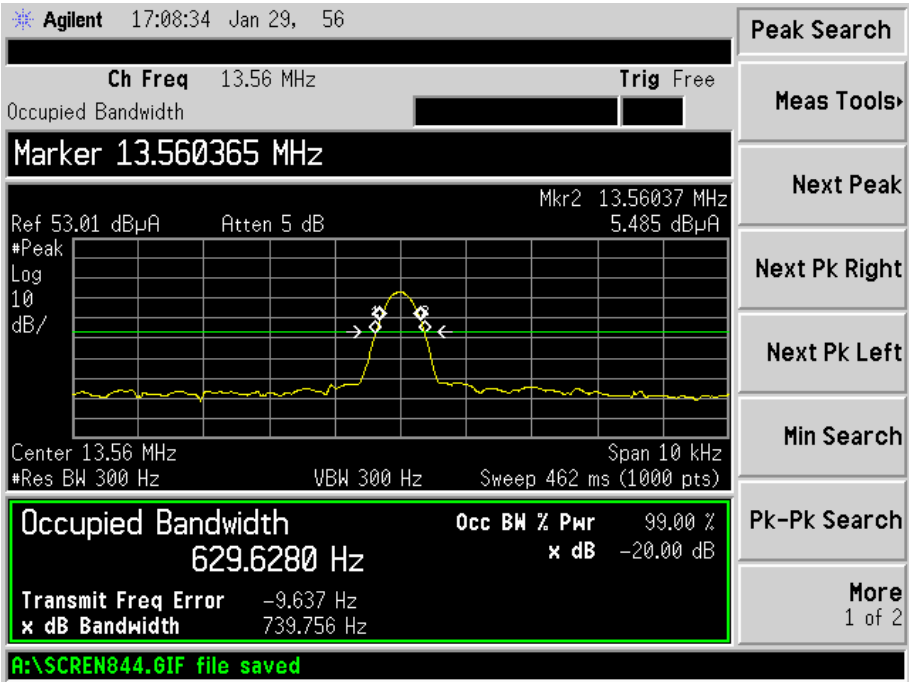 Agilent 17:08:34 Jan 29, 56
Peak Search
Ch Freq 13.56 MHz Trig Free
Occupied Bandwidth
Meas Tools▸
Marker 13.560365 MHz
Next Peak
Mkr2 13.56037 MHz
Ref 53.01 dBµA Atten 5 dB 5.485 dBµA
#Peak
Log
10
dB/
Next Pk Right
Next Pk Left
Min Search
Center 13.56 MHz Span 10 kHz
#Res BW 300 Hz VBW 300 Hz Sweep 462 ms (1000 pts)
Pk-Pk Search
Occupied Bandwidth
629.6280 Hz
Occ BW % Pwr 99.00 %
x dB -20.00 dB
Transmit Freq Error -9.637 Hz
x dB Bandwidth 739.756 Hz
More
1 of 2
A:\SCREN844.GIF file saved